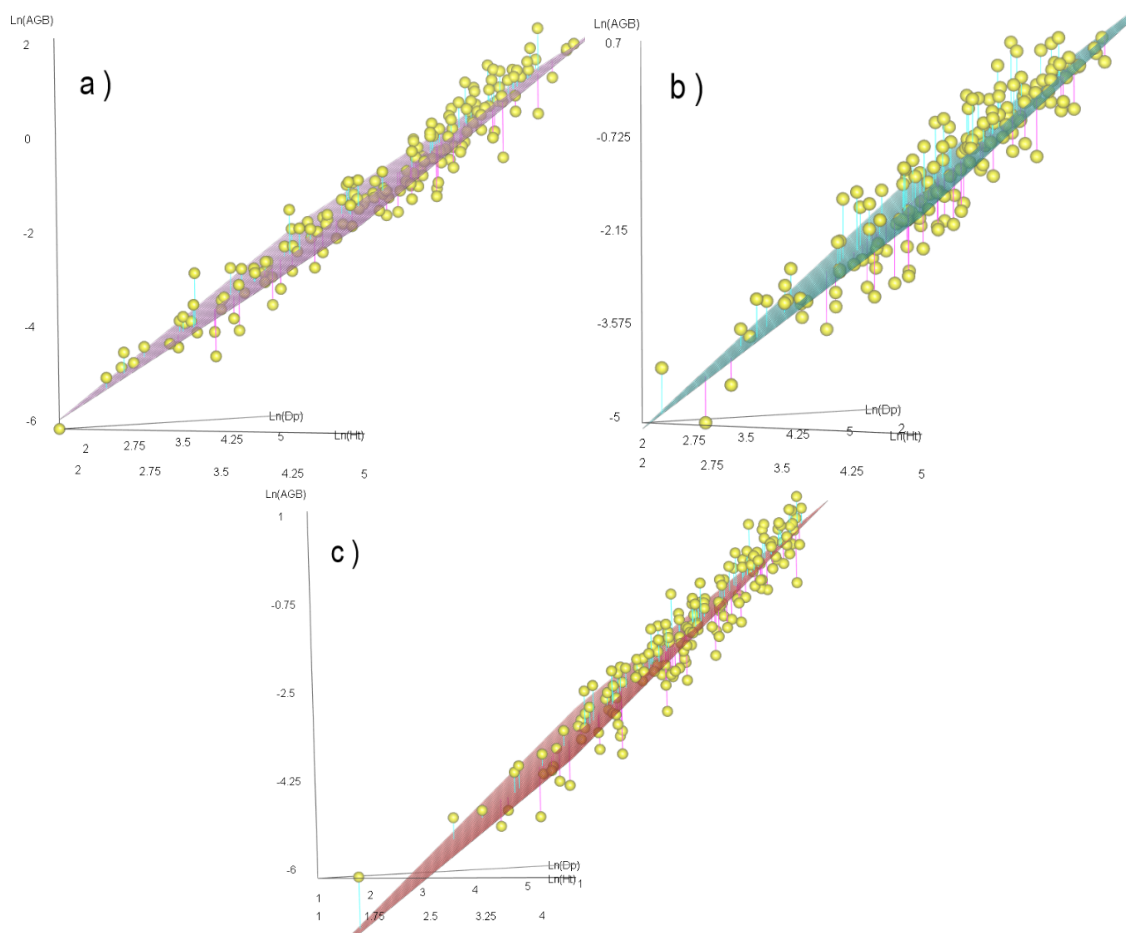 Ln(AGB)
2
a )
0
-2
-4
-6
Ln(Dp)
Ln(Ht)
2 2.75 3.5 4.25 5
2 2.75 3.5 4.25 5
Ln(AGB)
0.7
b )
-0.725
-2.15
-3.575
-5
Ln(Dp)
2
Ln(Ht)
2 2.75 3.5 4.25 5
2 2.75 3.5 4.25 5
Ln(AGB)
1
c )
-0.75
-2.5
-4.25
-6
Ln(Dp)
Ln(Ht) 1
1 2 3 4 5
1 1.75 2.5 3.25 4